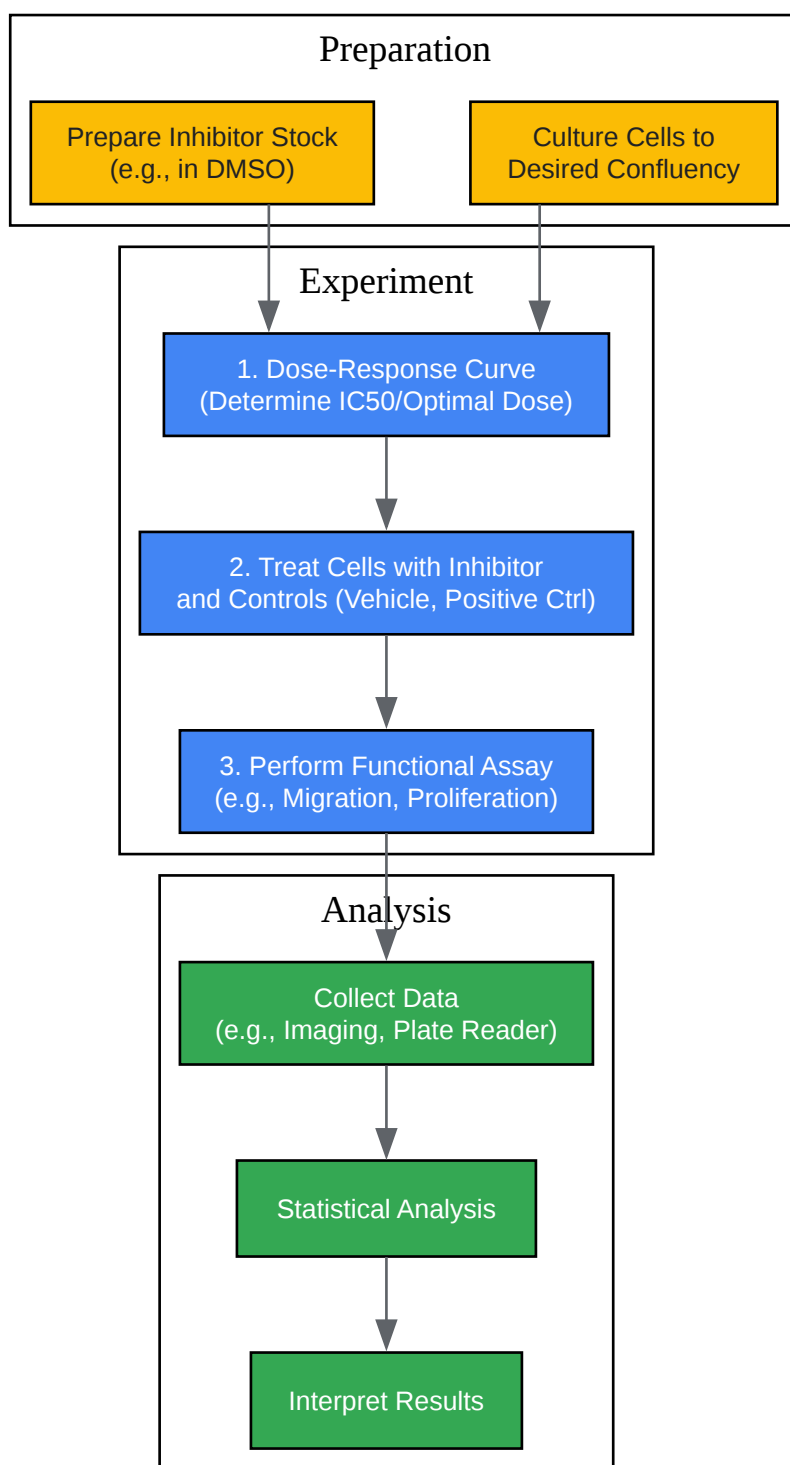 Preparation
Prepare Inhibitor Stock
(e.g., in DMSO)
Culture Cells to
Desired Confluency
Experiment
1. Dose-Response Curve
(Determine IC50/Optimal Dose)
2. Treat Cells with Inhibitor
and Controls (Vehicle, Positive Ctrl)
3. Perform Functional Assay
(e.g., Migration, Proliferation)
Analysis
Collect Data
(e.g., Imaging, Plate Reader)
Statistical Analysis
Interpret Results